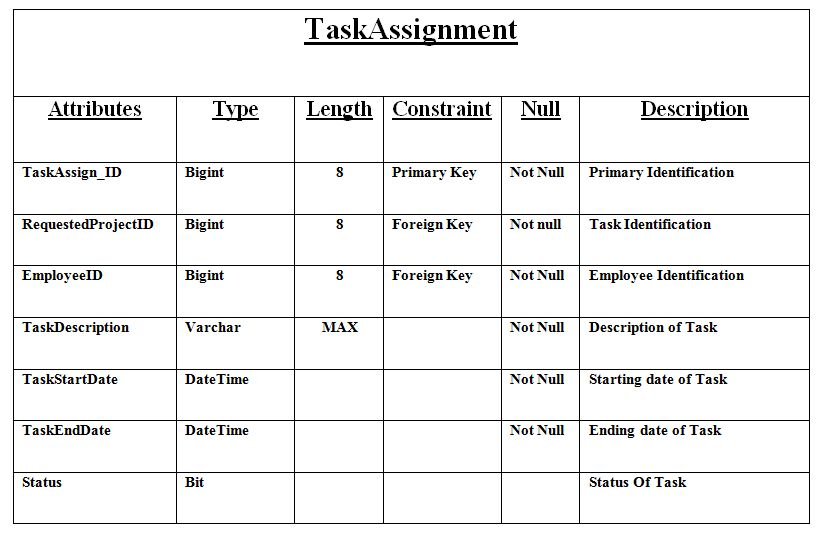 TaskAssignment
Attributes Type Length Constraint Null Description
TaskAssign_ID Bigint 8 Primary Key Not Null Primary Identification
RequestedProjectID Bigint 8 Foreign Key Not null Task Identification
EmployeeID Bigint 8 Foreign Key Not Null Employee Identification
TaskDescription Varchar MAX Not Null Description of Task
TaskStartDate DateTime Not Null Starting date of Task
TaskEndDate DateTime Not Null Ending date of Task
Status Bit Status Of Task